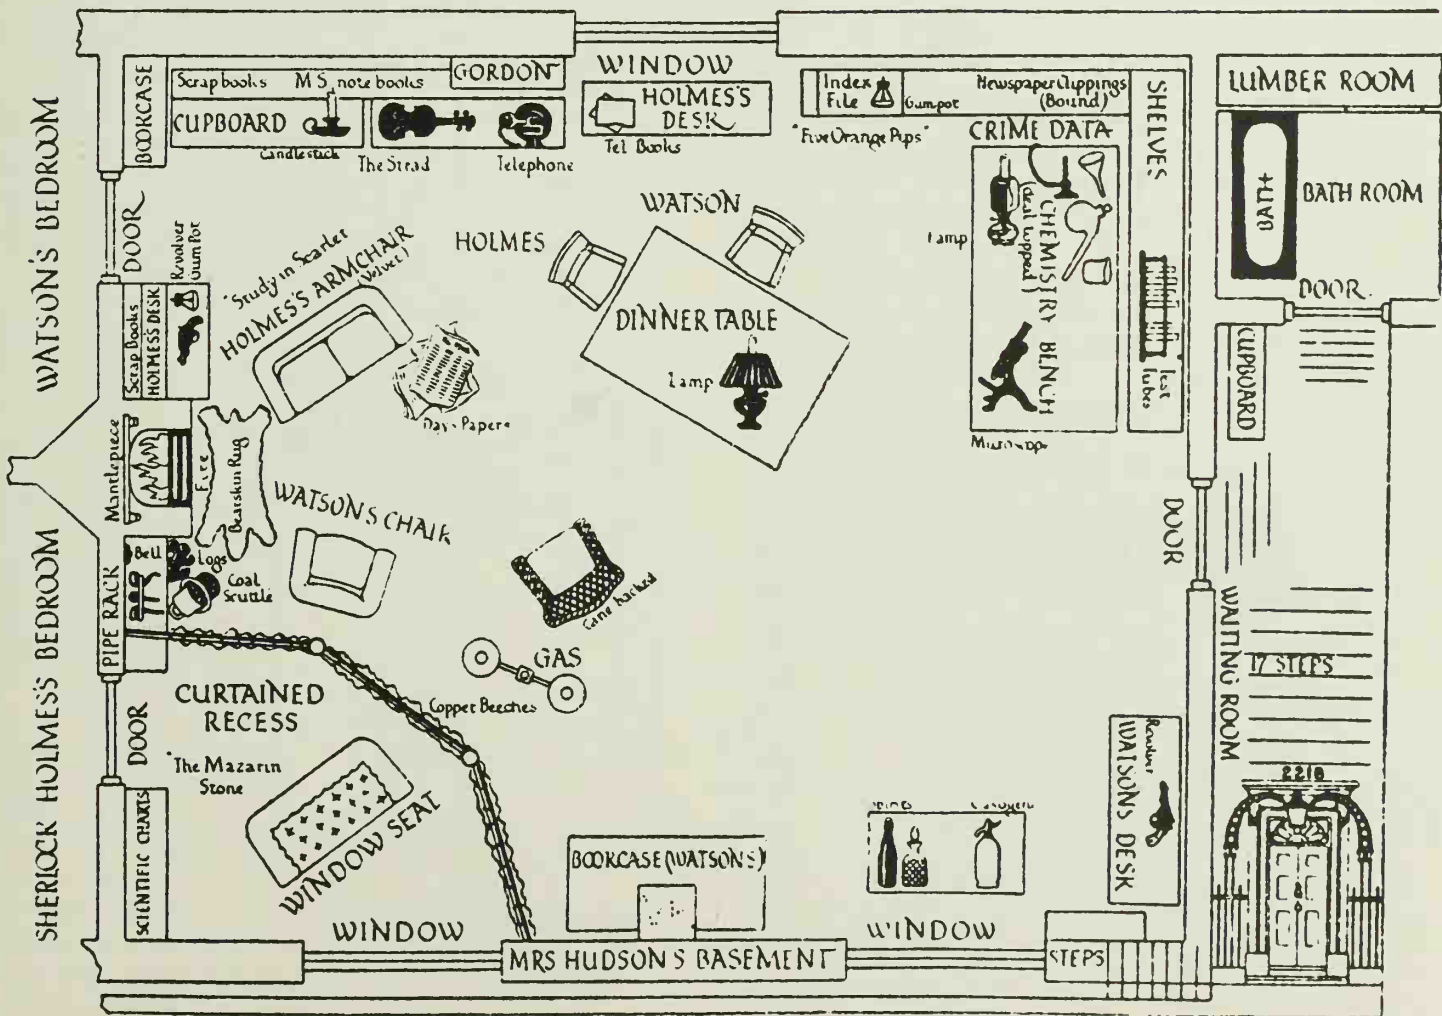 WATSON'S BEDROOM
SHERLOCK HOLMES'S BEDROOM
BOOKCASE
Scrap books
M.S. note books
GORDON
CUPBOARD
Candlestick
The Strad
Telephone
WINDOW
HOLMES'S
DESK
Tel. Books
Index
File
Gumpot
Newspaper Clippings
(Bound)
"Five Orange Pips"
CRIME DATA
SHELVES
LUMBER ROOM
BATH
BATH ROOM
DOOR
DOOR
Revolver
Gum Pot
Scrap Books
HOLMES'S DESK
"Study in Scarlet
HOLMES'S ARMCHAIR
(Velvet)
Days Papers
HOLMES
WATSON
DINNER TABLE
Lamp
Lamp
CHEMISTRY BENCH
(deal topped)
Microscope
Test
Tubes
CUPBOARD
Mantlepiece
Fire
Bearskin Rug
WATSON'S CHAIR
Bell
Logs
Coal
Scuttle
PIPE RACK
Cane backed
GAS
Copper Beeches
DOOR
WAITING ROOM
17 STEPS
CURTAINED
RECESS
DOOR
"The Mazarin
Stone
SCIENTIFIC CHARTS
WINDOW SEAT
BOOKCASE (WATSON'S)
Revolver
WATSONS DESK
221B
WINDOW
MRS HUDSON'S BASEMENT
WINDOW
STEPS